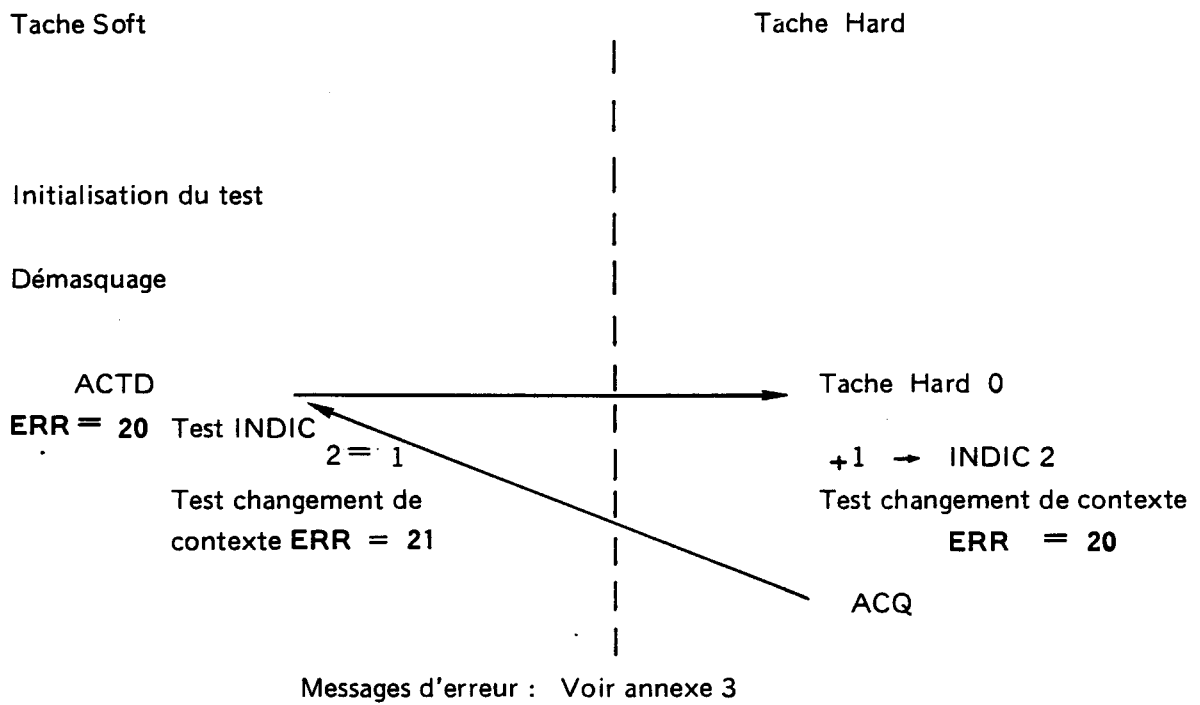 Tache Soft
Tache Hard
Initialisation du test
Démasquage
ACTD
Tache Hard 0
ERR = 20 Test INDIC
2 = 1
+1 → INDIC 2
Test changement de
contexte ERR = 21
Test changement de contexte
ERR = 20
ACQ
Messages d'erreur : Voir annexe 3